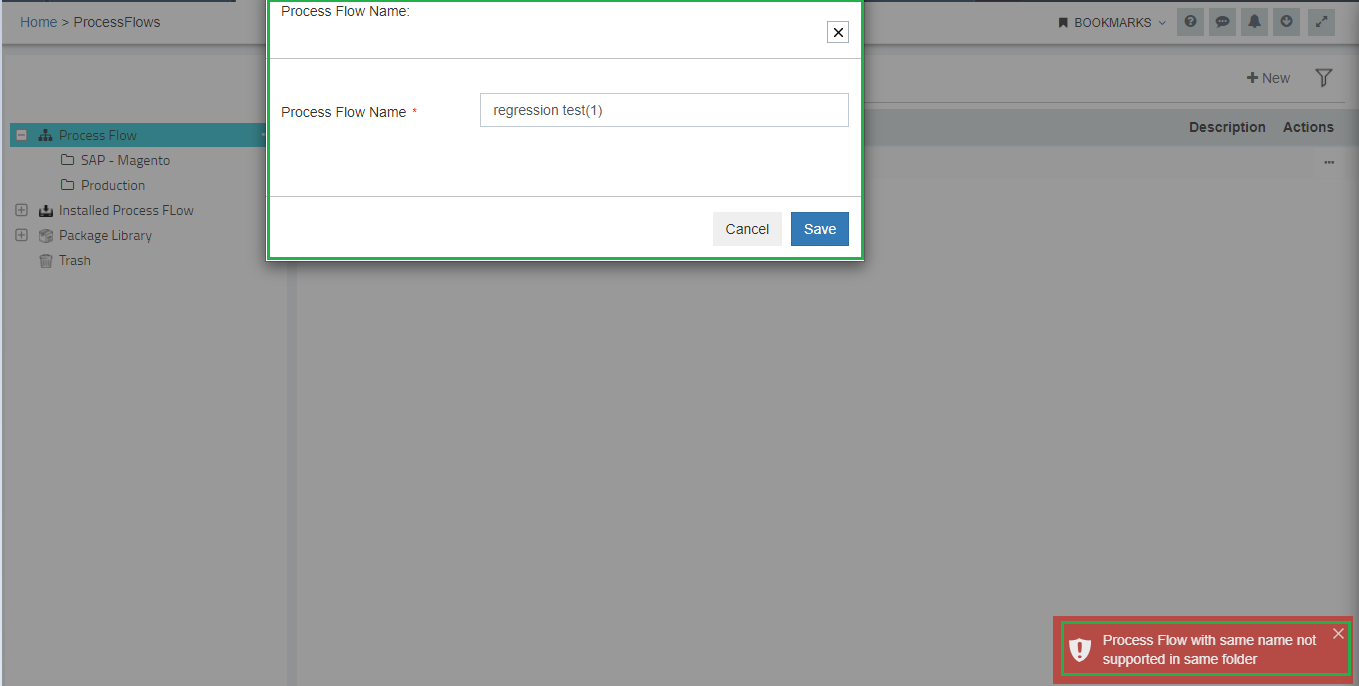 Home > ProcessFlows
BOOKMARKS
Process Flow Name:
New
Process Flow Name *
regression test(1)
Description Actions
Process Flow
SAP - Magento
Production
Installed Process FLow
Package Library
Trash
Cancel Save
Process Flow with same name not
supported in same folder